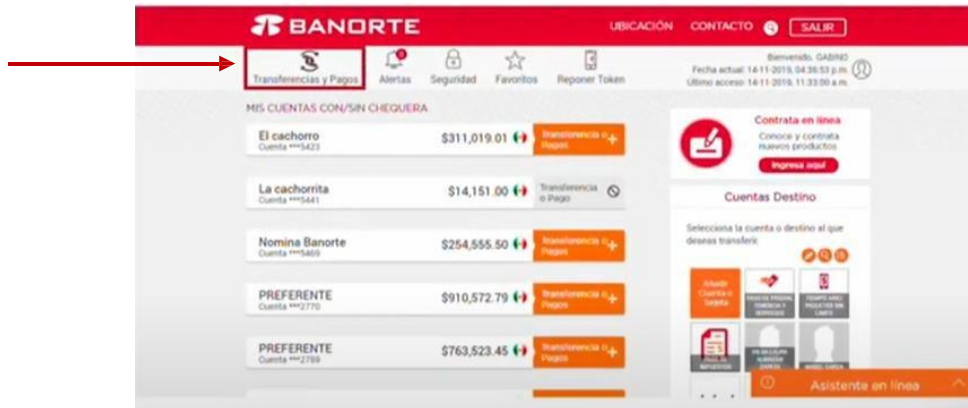 BANORTE
UBICACIÓN CONTACTO SALIR
Transferencias y Pagos Alertas Seguridad Favoritos Reponer Token
Bienvenido, GABINO
Fecha actual: 14-11-2019, 04:36:53 p.m.
Último acceso: 14-11-2019, 11:33:00 a.m.
MIS CUENTAS CON/SIN CHEQUERA
El cachorro
Cuenta ***5423
$311,019.01
Transferencia o
Pagos
La cachorrita
Cuenta ***5441
$14,151.00
Transferencia
o Pago
Nomina Banorte
Cuenta ***5469
$254,555.50
Transferencia o
Pagos
PREFERENTE
Cuenta ***2770
$910,572.79
Transferencia o
Pagos
PREFERENTE
Cuenta ***2789
$763,523.45
Transferencia o
Pagos
Contrata en línea
Conoce y contrata
nuevos productos
Ingresa aquí
Cuentas Destino
Selecciona la cuenta o destino al que
deseas transferir.
Añadir
Cuenta o
Tarjeta
PAGO DE
IMPUESTOS
Asistente en línea